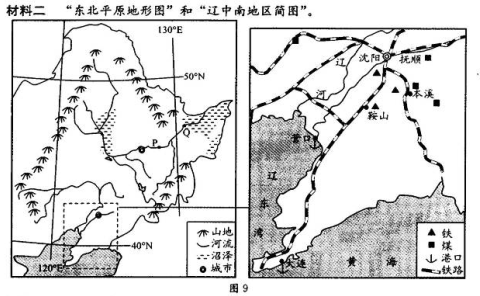 材料二 “东北平原地形图”和“辽中南地区简图”。
130°E
50°N
P
40°N
120°E
山地
河流
沼泽
城市
沈阳
抚顺
辽
河
本溪
鞍山
营口
辽
东
湾
大连
黄 海
铁
煤
港口
铁路
图 9